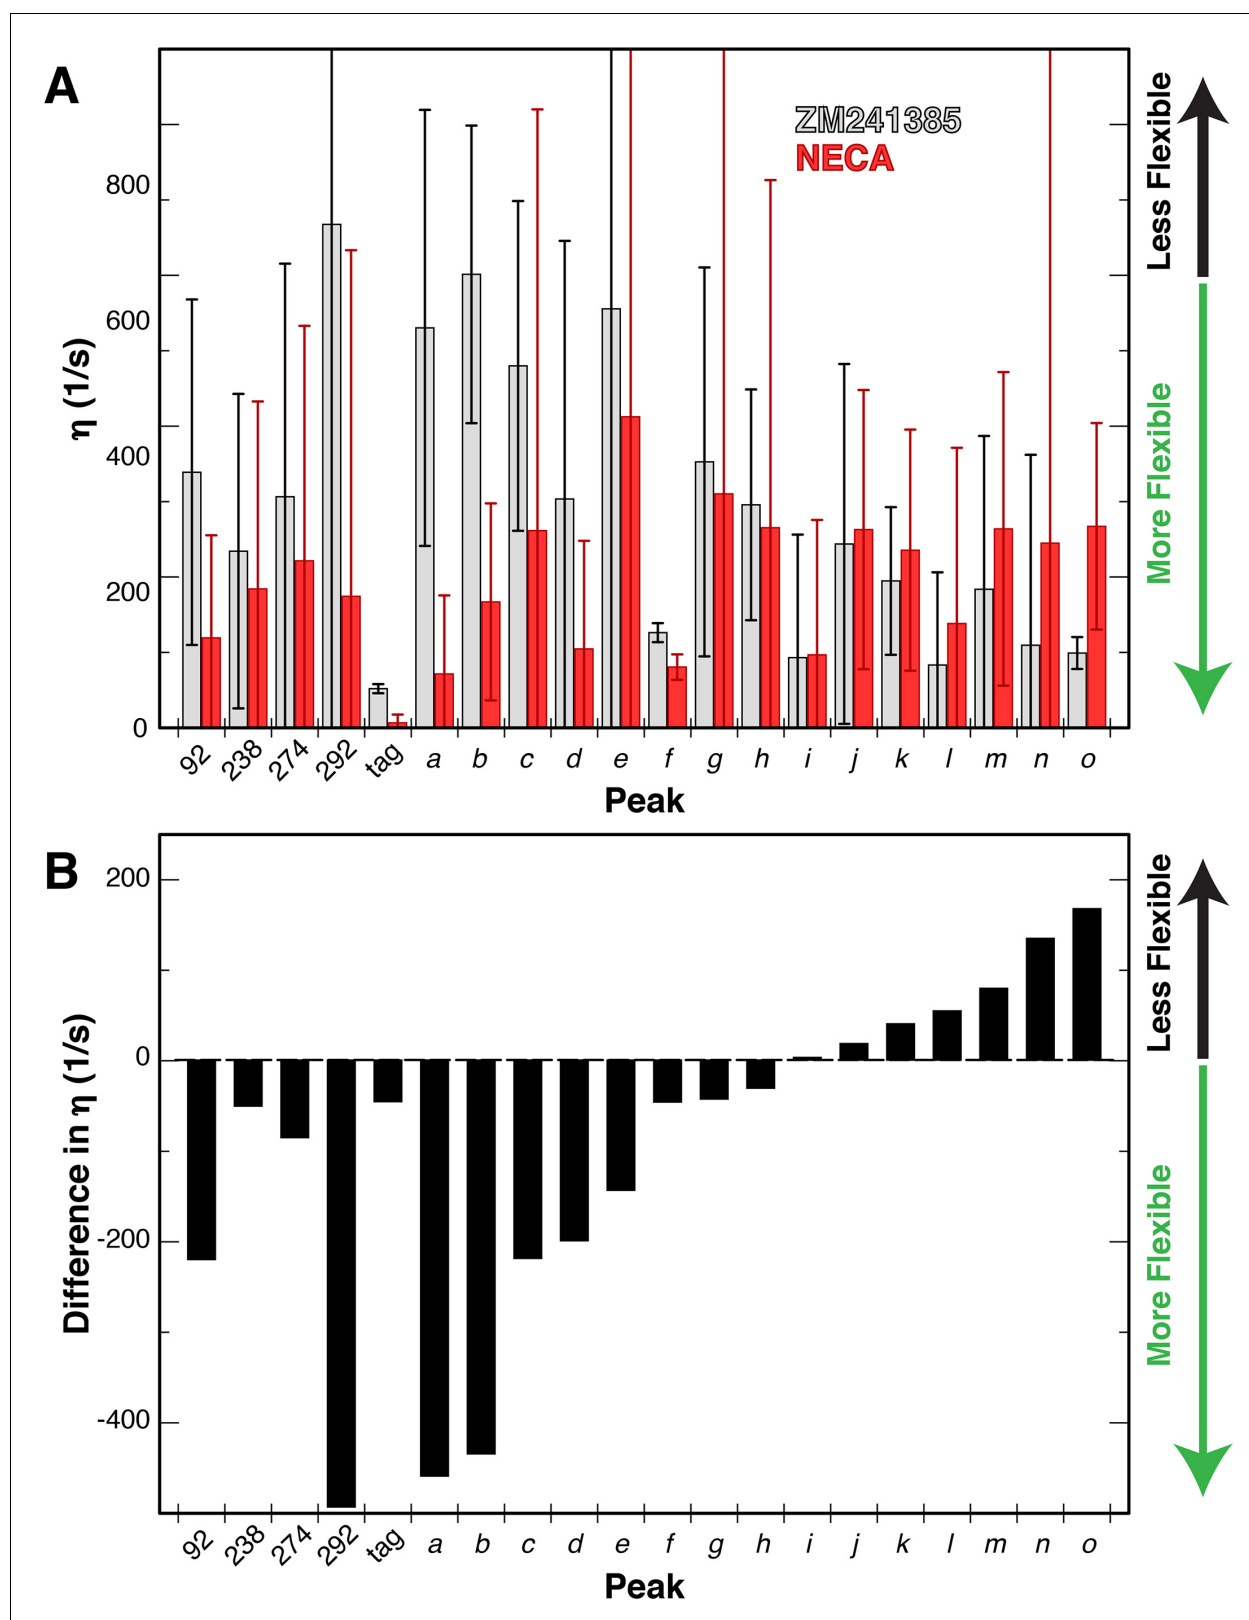 A
ZM241385
NECA
Less Flexible
More Flexible
η (1/s)
800
600
400
200
0
92 238 274 292 tag a b c d e f g h i j k l m n o
Peak
B
Less Flexible
More Flexible
Difference in η (1/s)
200
0
-200
-400
92 238 274 292 tag a b c d e f g h i j k l m n o
Peak